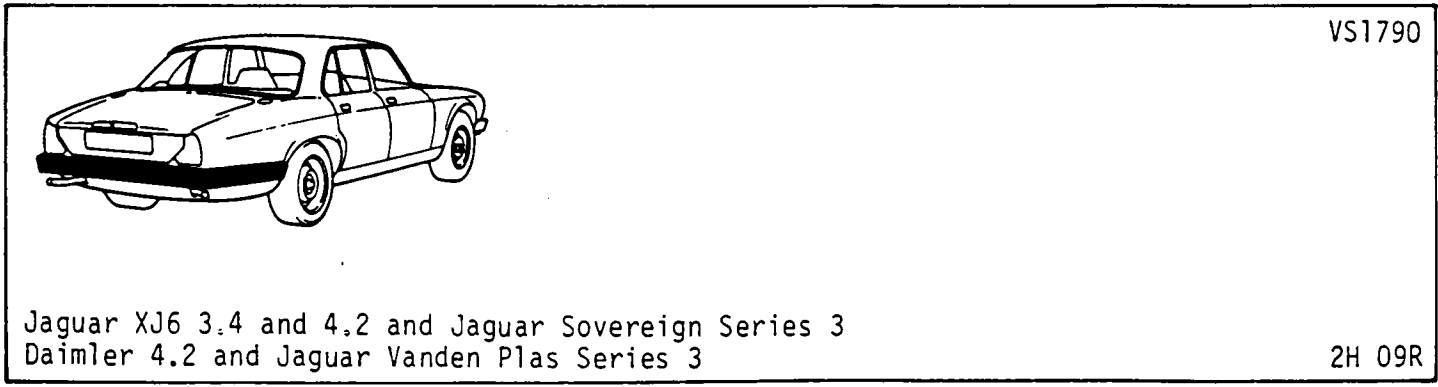 VS1790
Jaguar XJ6 3.4 and 4.2 and Jaguar Sovereign Series 3
Daimler 4.2 and Jaguar Vanden Plas Series 3
2H 09R